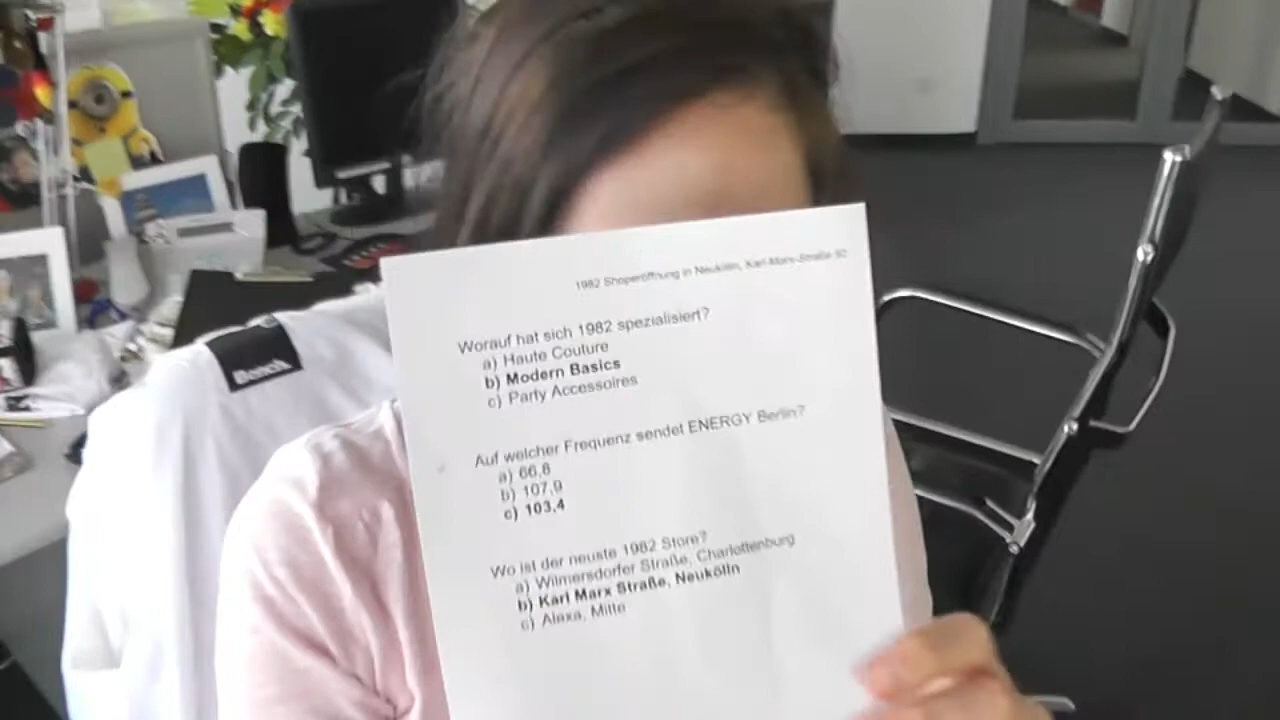 Bench
1982 Shoperöffnung in Neukölln, Karl-Marx-Straße 92
Worauf hat sich 1982 spezialisiert?
a) Haute Couture
b) Modern Basics
c) Party Accessoires
Auf welcher Frequenz sendet ENERGY Berlin?
a) 66,8
b) 107,9
c) 103,4
Wo ist der neuste 1982 Store?
a) Wilmersdorfer Straße, Charlottenburg
b) Karl Marx Straße, Neukölln
c) Alexa, Mitte